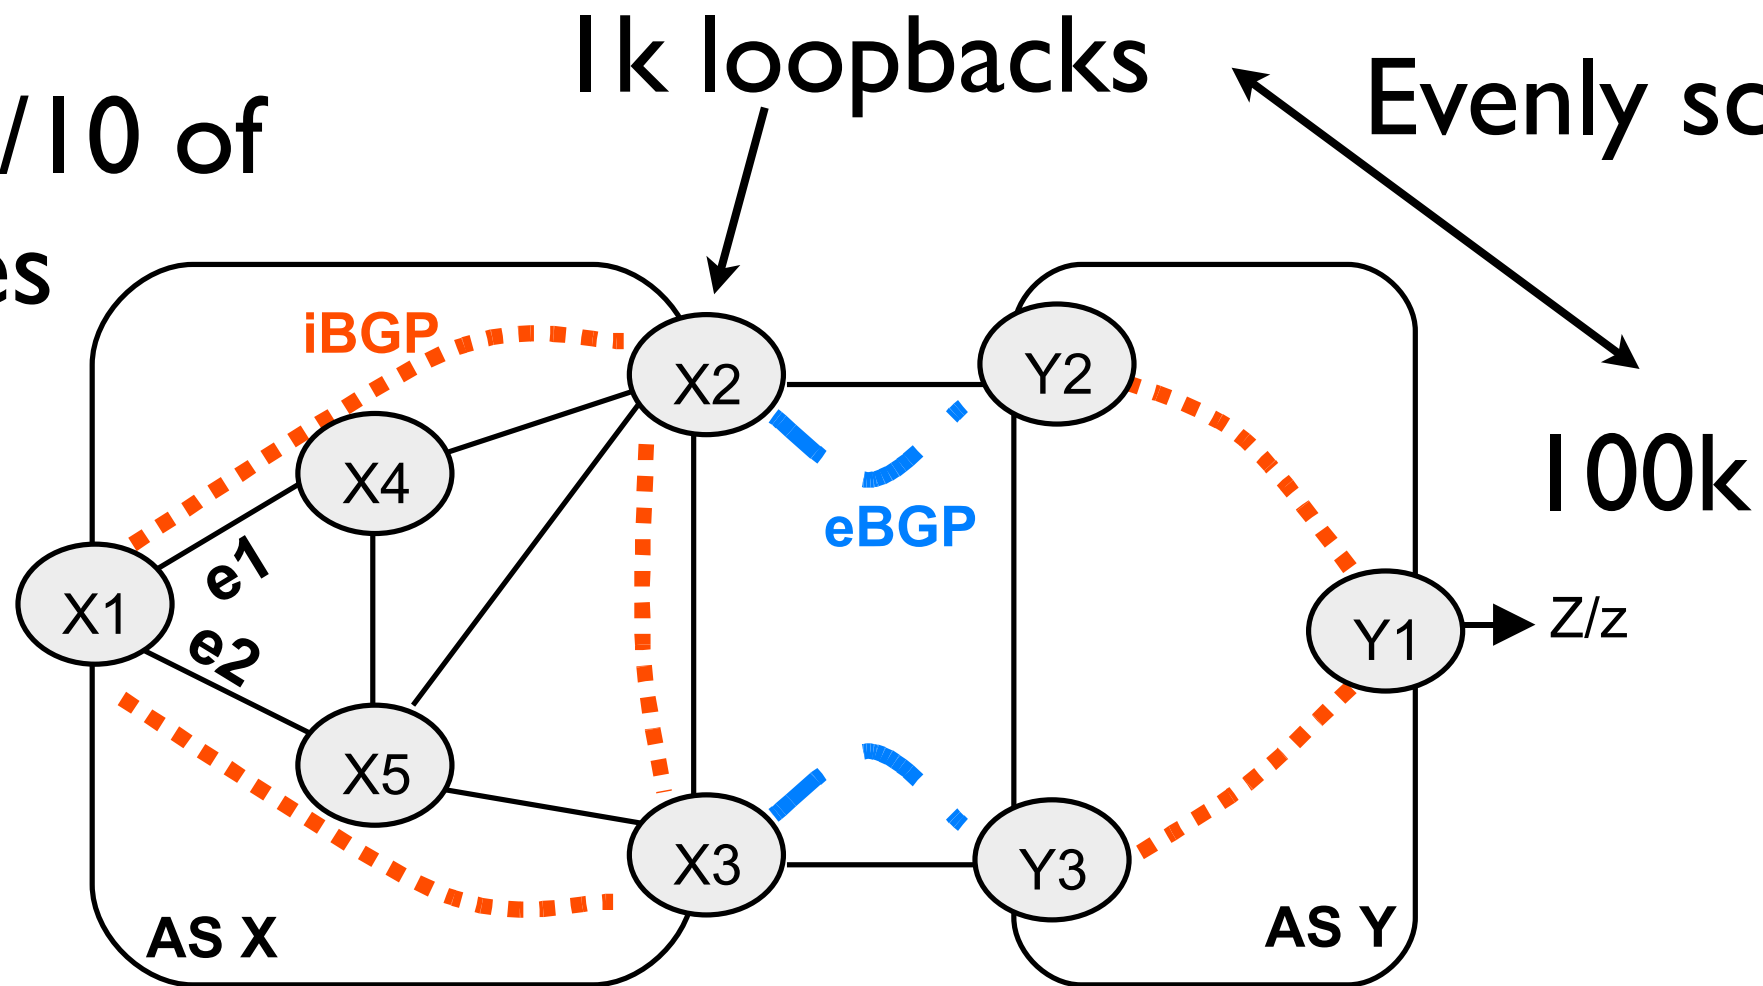 1k loopbacks
Evenly sc
/10 of
es
iBGP
X2
Y2
X4
100k
eBGP
e1
X1
Z/z
Y1
e2
X5
X3
Y3
AS X
AS Y